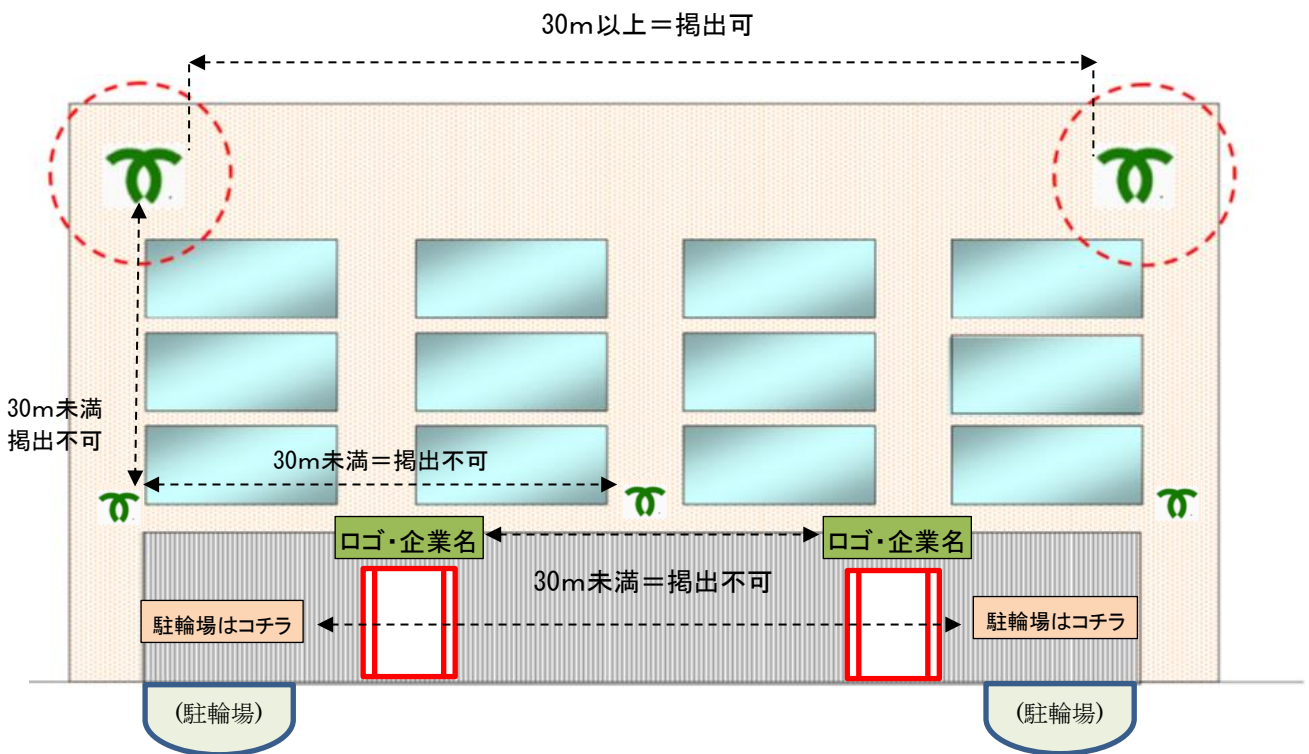 30m以上＝掲出可
30m未満
掲出不可
30m未満＝掲出不可
ロゴ・企業名
ロゴ・企業名
30m未満＝掲出不可
駐輪場はコチラ
駐輪場はコチラ
(駐輪場)
(駐輪場)